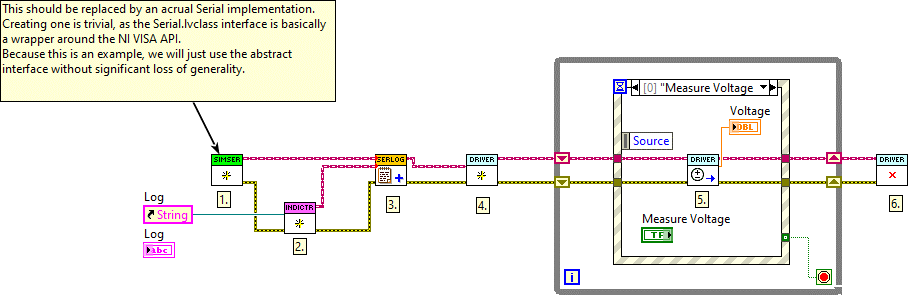 This should be replaced by an acrual Serial implementation.
Creating one is trivial, as the Serial.lvclass interface is basically
a wrapper around the NI VISA API.
Because this is an example, we will just use the abstract
interface without significant loss of generality.
[0] "Measure Voltage
Voltage
DBL
Source
SIMSER
SERLOG
DRIVER
DRIVER
DRIVER
1.
3.
4.
5.
6.
Log
String
INDICTR
2.
Measure Voltage
TF
Log
abc
i